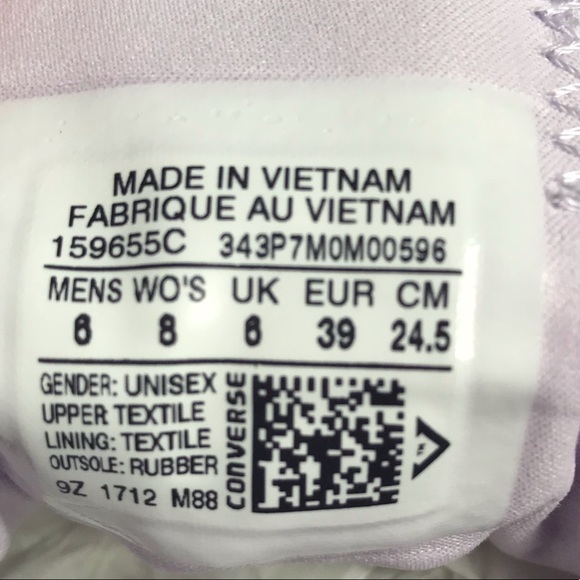 MADE IN VIETNAM
FABRIQUE AU VIETNAM
159655C 343P7M0M00596
MENS WO'S UK EUR CM
6 8 6 39 24.5
GENDER: UNISEX
UPPER TEXTILE
LINING: TEXTILE
OUTSOLE: RUBBER
9Z 1712 M88
CONVERSE